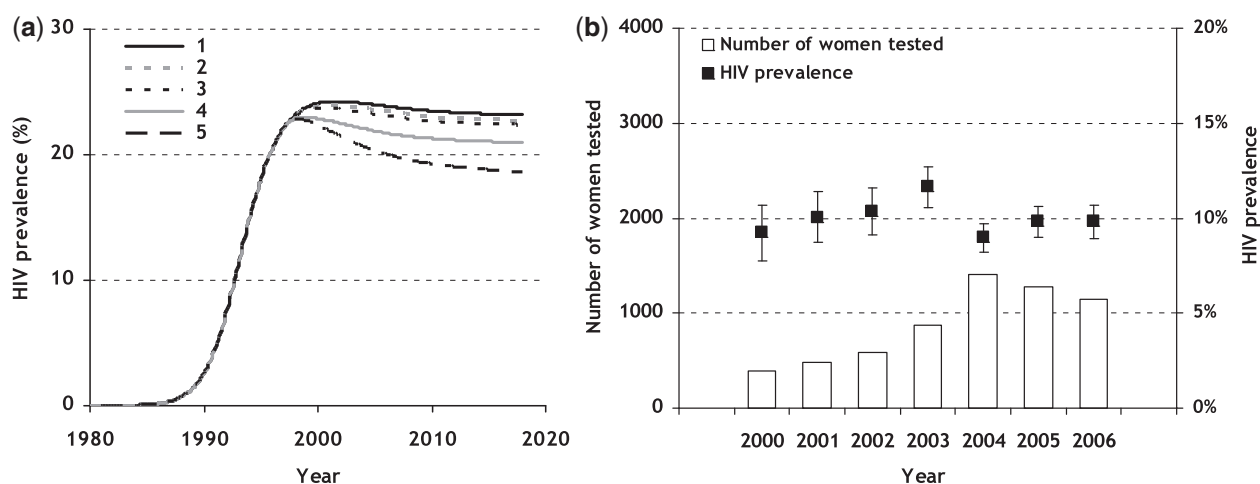 (a)
30
20
10
0
HIV prevalence (%)
1
2
3
4
5
1980 1990 2000 2010 2020
Year
(b)
4000
3000
2000
1000
0
Number of women tested
Number of women tested
HIV prevalence
20%
15%
10%
5%
0%
HIV prevalence
2000 2001 2002 2003 2004 2005 2006
Year